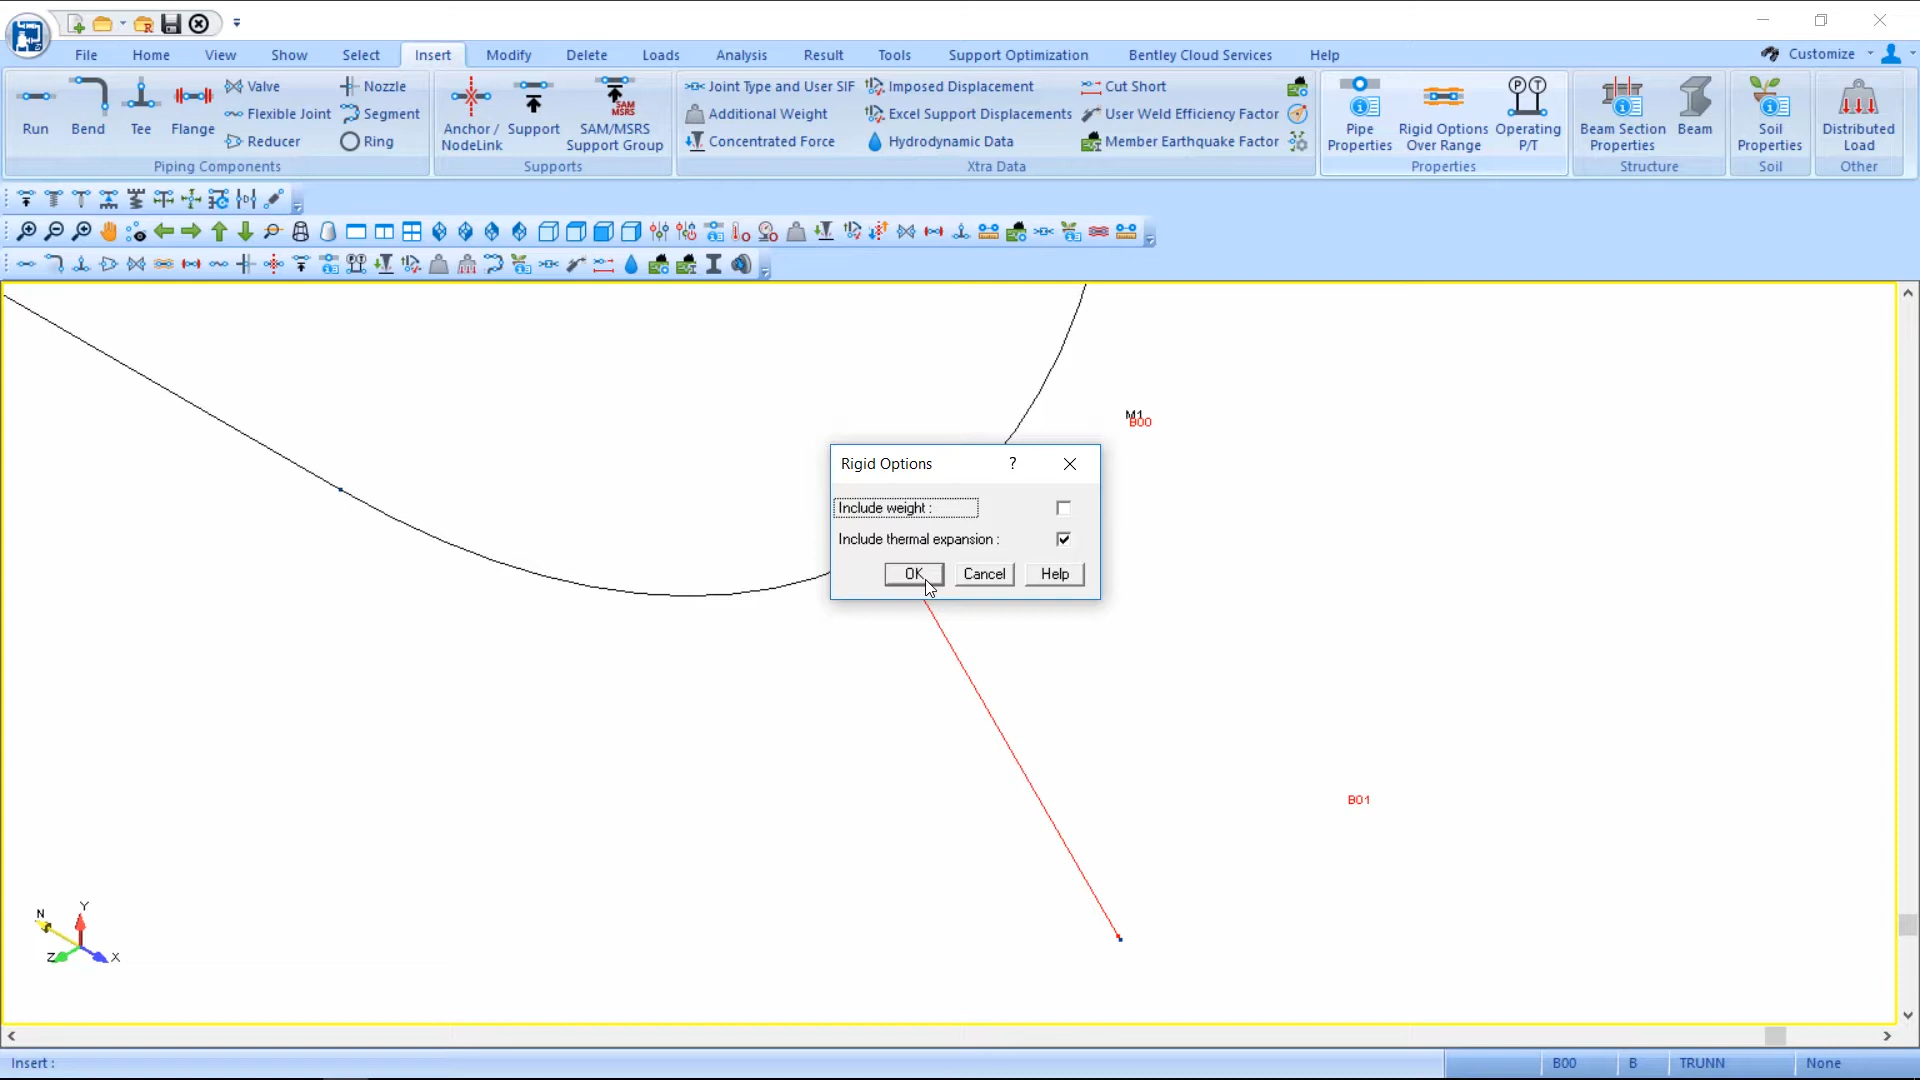 File Home View Show Select Insert Modify Delete Loads Analysis Result Tools Support Optimization Bentley Cloud Services Help Customize
Run Bend Tee Flange
Valve Nozzle
Flexible Joint Segment
Reducer Ring
Piping Components
Anchor / NodeLink
Support
SAM MSRS
SAM/MSRS Support Group
Supports
Joint Type and User SIF Imposed Displacement Cut Short
Additional Weight Excel Support Displacements User Weld Efficiency Factor
Concentrated Force Hydrodynamic Data Member Earthquake Factor
Xtra Data
Pipe Properties
Rigid Options Over Range
P T
Operating P/T
Properties
Beam Section Properties
Beam
Structure
Soil Properties
Soil
Distributed Load
Other
M1
B00
Rigid Options ?
Include weight :
Include thermal expansion :
OK Cancel Help
B01
N Y
Z X
Insert : B00 B TRUNN None